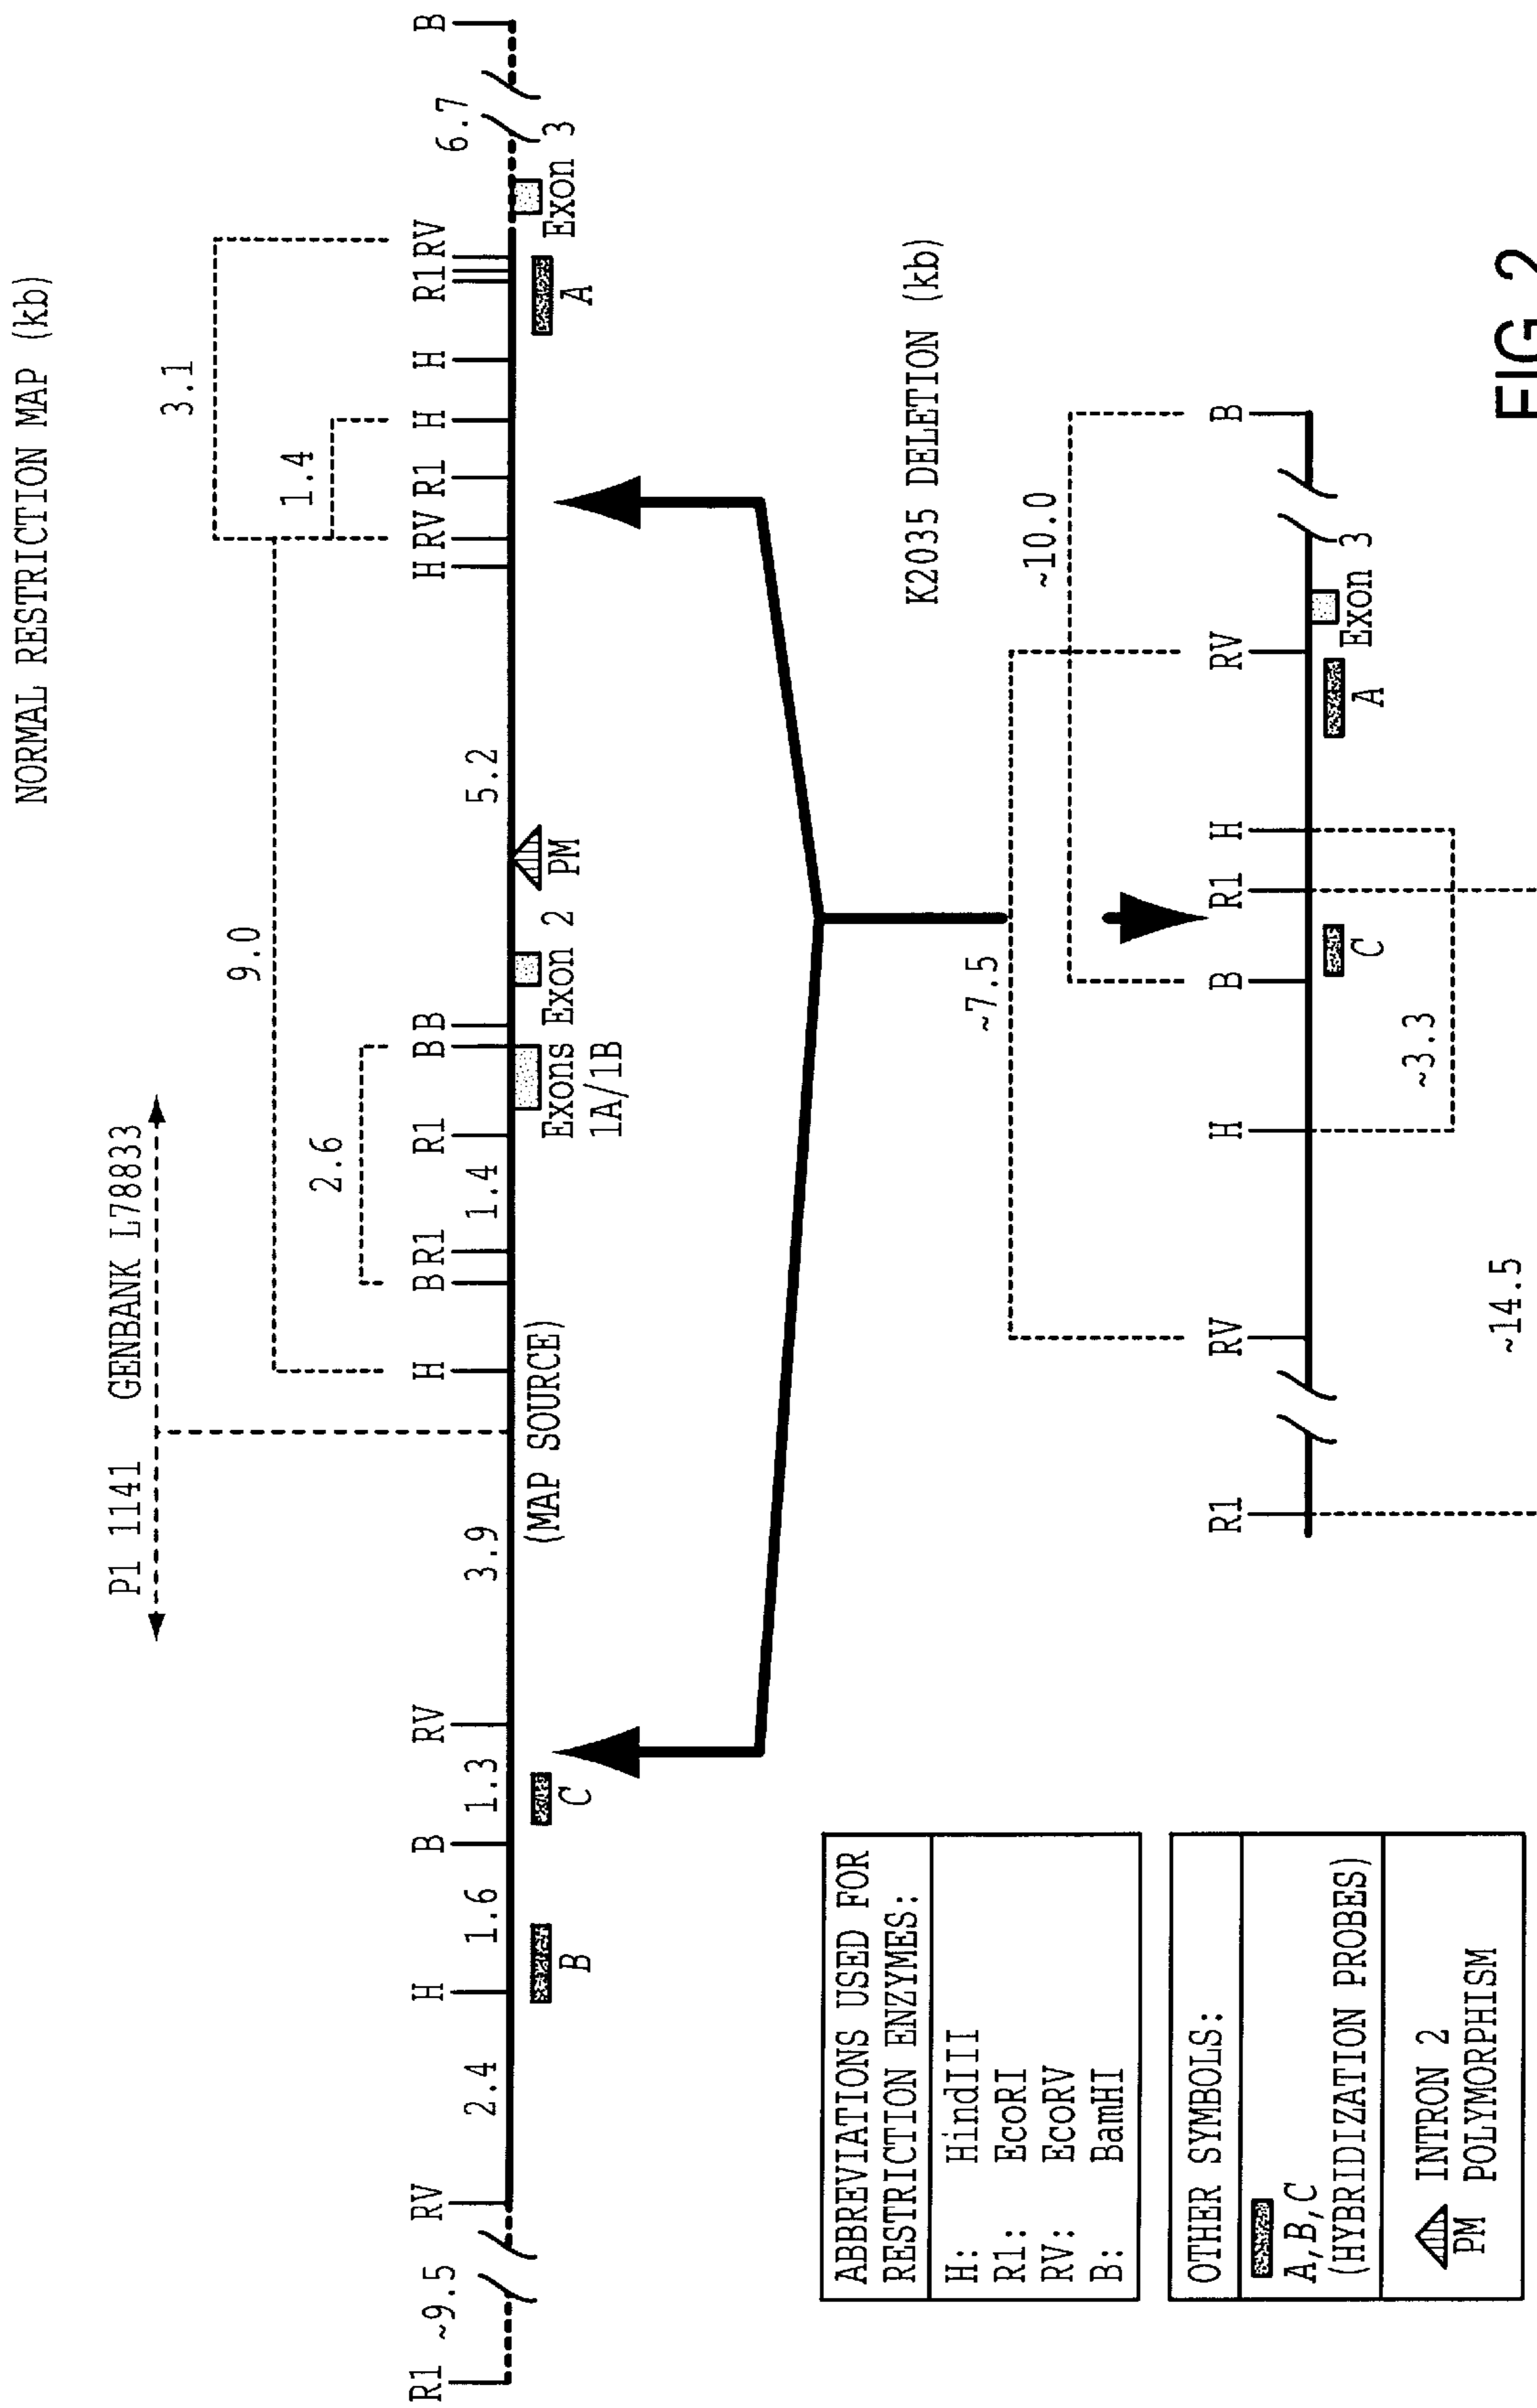 NORMAL RESTRICTION MAP (kb)
P1 1141 GENBANK L78833
3.1
9.0
1.4
2.6
R1 ~9.5 RV 2.4 H 1.6 B 1.3 RV 3.9 H B R1 1.4 R1 B B 5.2 H RV R1 H H R1 RV 6.7 B
(MAP SOURCE)
B
C
Exons
1A/1B
Exon 2
PM
A
Exon 3
K2035 DELETION (kb)
~10.0
~7.5
R1 RV H B R1 H RV B
C
A
Exon 3
~3.3
~14.5
ABBREVIATIONS USED FOR
RESTRICTION ENZYMES:
H: HindIII
R1: EcoRI
RV: EcoRV
B: BamHI
OTHER SYMBOLS:
A,B,C
(HYBRIDIZATION PROBES)
PM INTRON 2
POLYMORPHISM
FIG 2